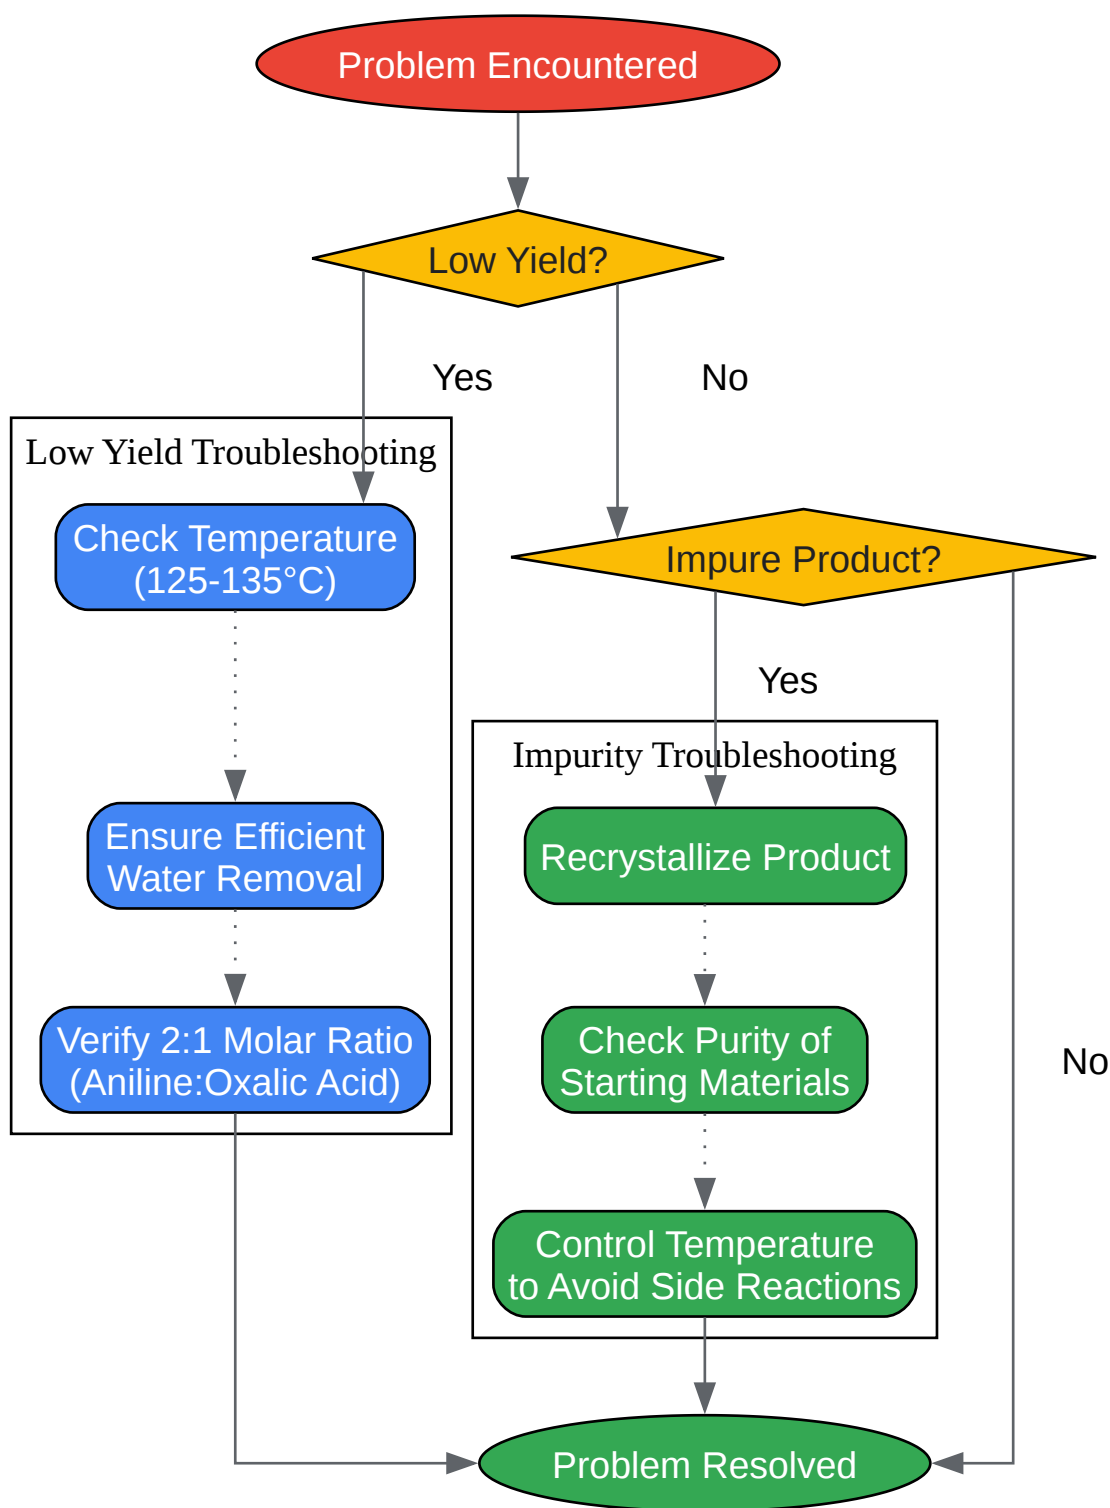 Problem Encountered
Low Yield?
Yes
No
Low Yield Troubleshooting
Check Temperature
(125-135°C)
Ensure Efficient
Water Removal
Verify 2:1 Molar Ratio
(Aniline:Oxalic Acid)
Impure Product?
Yes
No
Impurity Troubleshooting
Recrystallize Product
Check Purity of
Starting Materials
Control Temperature
to Avoid Side Reactions
Problem Resolved